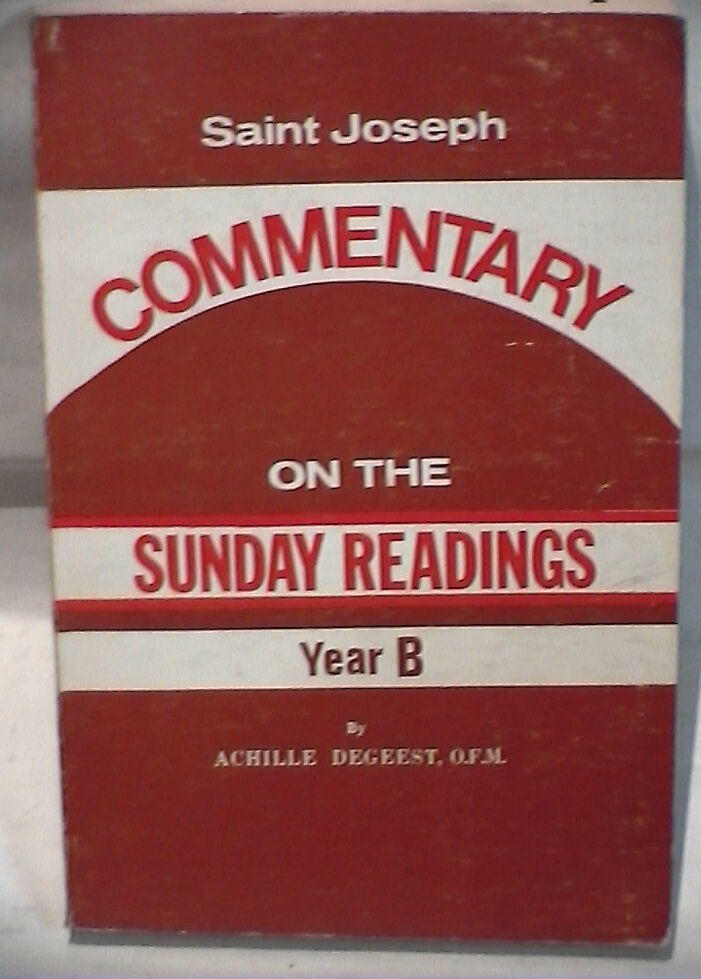 Saint Joseph
COMMENTARY
ON THE
SUNDAY READINGS
Year B
By
ACHILLE DEGEEST, O.F.M.